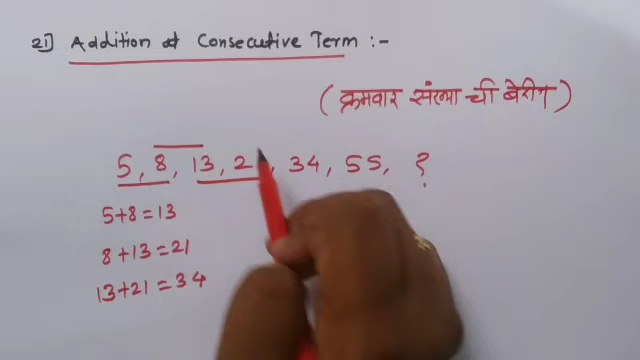 21] Addition of Consecutive Term :-
(क्रमवार संख्या ची बेरीज)
5, 8, 13, 2 , 34, 55, ?
5+8=13
8+13=21
13+21=34